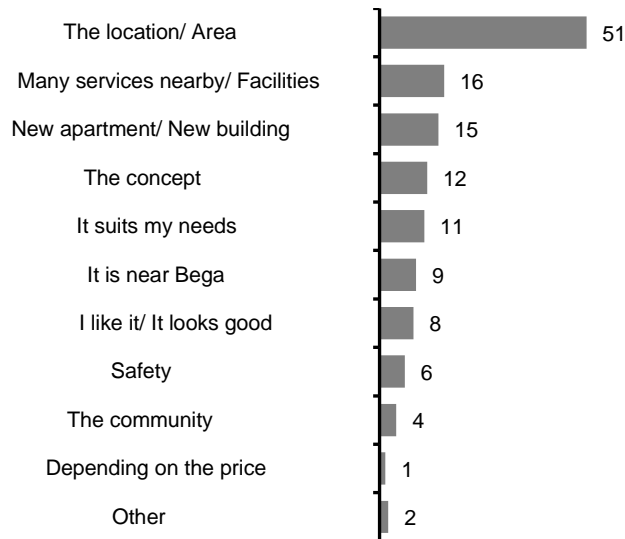 The location/ Area 51
Many services nearby/ Facilities 16
New apartment/ New building 15
The concept 12
It suits my needs 11
It is near Bega 9
I like it/ It looks good 8
Safety 6
The community 4
Depending on the price 1
Other 2